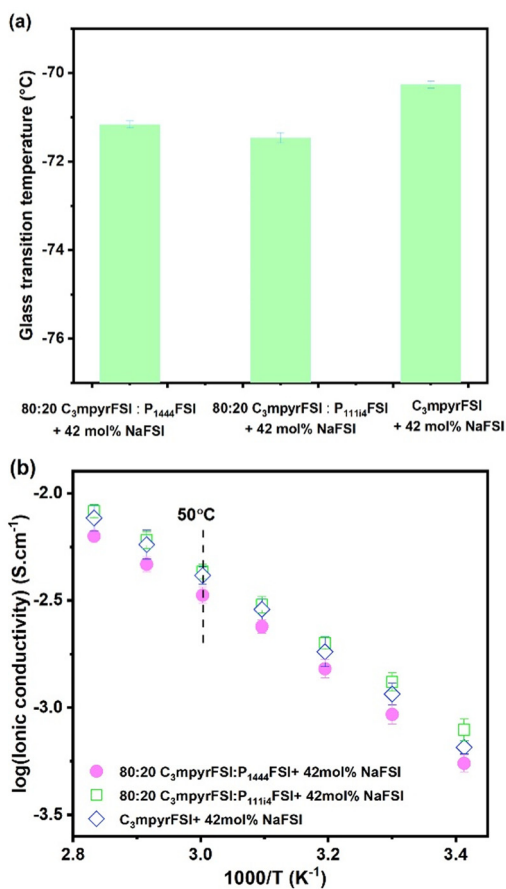 (a)
Glass transition temperature (°C)
-70
-72
-74
-76
80:20 C₃mpyrFSI : P₁₄₄₄FSI
+ 42 mol% NaFSI
80:20 C₃mpyrFSI : P₁₁₁ᵢ₄FSI
+ 42 mol% NaFSI
C₃mpyrFSI
+ 42 mol% NaFSI
(b)
log(Ionic conductivity) (S.cm⁻¹)
-2.0
-2.5
-3.0
-3.5
50°C
80:20 C₃mpyrFSI:P₁₄₄₄FSI+ 42mol% NaFSI
80:20 C₃mpyrFSI:P₁₁₁ᵢ₄FSI+ 42mol% NaFSI
C₃mpyrFSI+ 42mol% NaFSI
2.8 3.0 3.2 3.4
1000/T (K⁻¹)